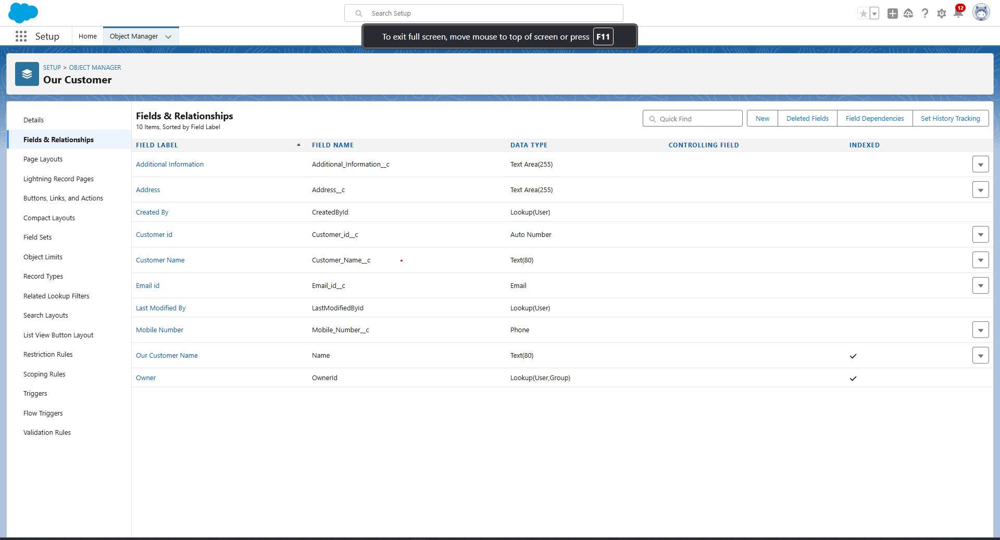 Search Setup
12
Setup
Home
Object Manager
To exit full screen, move mouse to top of screen or press F11
SETUP > OBJECT MANAGER
Our Customer
Details
Fields & Relationships
Page Layouts
Lightning Record Pages
Buttons, Links, and Actions
Compact Layouts
Field Sets
Object Limits
Record Types
Related Lookup Filters
Search Layouts
List View Button Layout
Restriction Rules
Scoping Rules
Triggers
Flow Triggers
Validation Rules
Fields & Relationships
10 Items, Sorted by Field Label
Quick Find
New
Deleted Fields
Field Dependencies
Set History Tracking
FIELD LABEL FIELD NAME DATA TYPE CONTROLLING FIELD INDEXED
Additional Information Additional_Information__c Text Area(255)
Address Address__c Text Area(255)
Created By CreatedById Lookup(User)
Customer id Customer_id__c Auto Number
Customer Name Customer_Name__c Text(80)
Email id Email_id__c Email
Last Modified By LastModifiedById Lookup(User)
Mobile Number Mobile_Number__c Phone
Our Customer Name Name Text(80)
Owner OwnerId Lookup(User,Group)